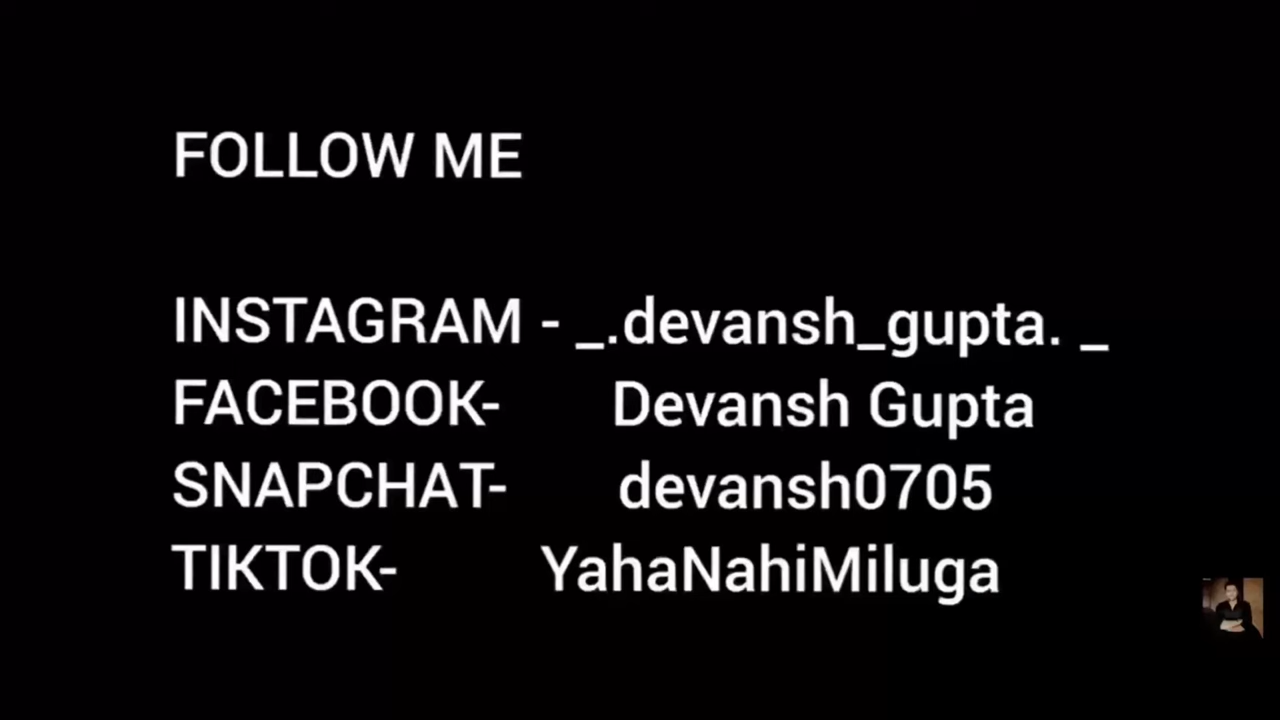 FOLLOW ME
INSTAGRAM - _.devansh_gupta. _
FACEBOOK- Devansh Gupta
SNAPCHAT- devansh0705
TIKTOK- YahaNahiMiluga